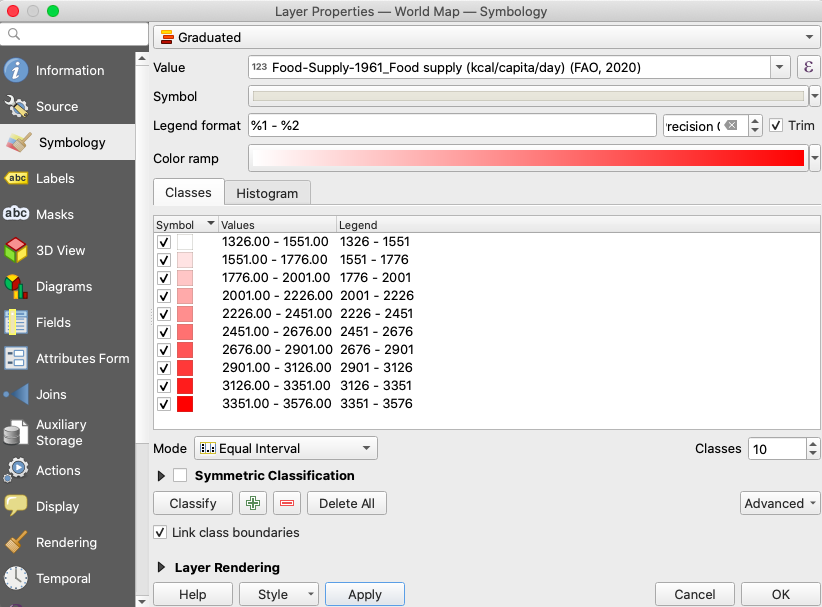 Layer Properties — World Map — Symbology
Information
Source
Symbology
Labels
Masks
3D View
Diagrams
Fields
Attributes Form
Joins
Auxiliary
Storage
Actions
Display
Rendering
Temporal
abc
abc
Graduated
Value 123 Food-Supply-1961_Food supply (kcal/capita/day) (FAO, 2020) ε
Symbol
Legend format %1 - %2 recision ( Trim
Color ramp
Classes Histogram
Symbol Values Legend
1326.00 - 1551.00 1326 - 1551
1551.00 - 1776.00 1551 - 1776
1776.00 - 2001.00 1776 - 2001
2001.00 - 2226.00 2001 - 2226
2226.00 - 2451.00 2226 - 2451
2451.00 - 2676.00 2451 - 2676
2676.00 - 2901.00 2676 - 2901
2901.00 - 3126.00 2901 - 3126
3126.00 - 3351.00 3126 - 3351
3351.00 - 3576.00 3351 - 3576
Mode Equal Interval Classes 10
Symmetric Classification
Classify Delete All Advanced
Link class boundaries
Layer Rendering
Help Style Apply Cancel OK